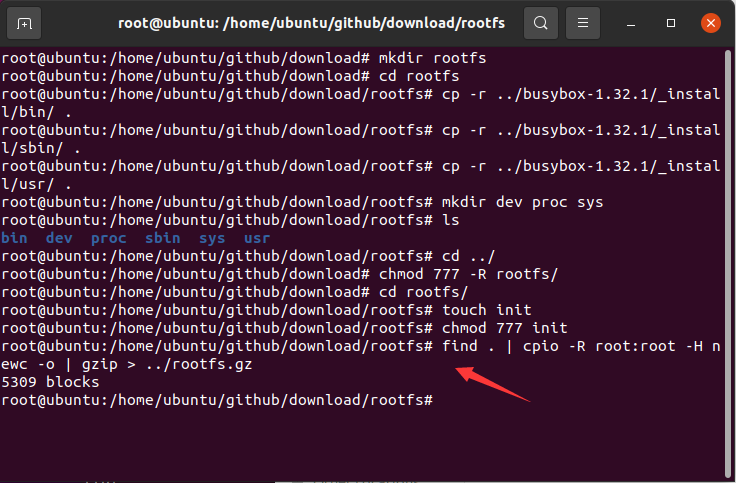 root@ubuntu: /home/ubuntu/github/download/rootfs
root@ubuntu:/home/ubuntu/github/download# mkdir rootfs
root@ubuntu:/home/ubuntu/github/download# cd rootfs
root@ubuntu:/home/ubuntu/github/download/rootfs# cp -r ../busybox-1.32.1/_instal
l/bin/ .
root@ubuntu:/home/ubuntu/github/download/rootfs# cp -r ../busybox-1.32.1/_instal
l/sbin/ .
root@ubuntu:/home/ubuntu/github/download/rootfs# cp -r ../busybox-1.32.1/_instal
l/usr/ .
root@ubuntu:/home/ubuntu/github/download/rootfs# mkdir dev proc sys
root@ubuntu:/home/ubuntu/github/download/rootfs# ls
bin  dev  proc  sbin  sys  usr
root@ubuntu:/home/ubuntu/github/download/rootfs# cd ../
root@ubuntu:/home/ubuntu/github/download# chmod 777 -R rootfs/
root@ubuntu:/home/ubuntu/github/download# cd rootfs/
root@ubuntu:/home/ubuntu/github/download/rootfs# touch init
root@ubuntu:/home/ubuntu/github/download/rootfs# chmod 777 init
root@ubuntu:/home/ubuntu/github/download/rootfs# find . | cpio -R root:root -H n
ewc -o | gzip > ../rootfs.gz
5309 blocks
root@ubuntu:/home/ubuntu/github/download/rootfs#